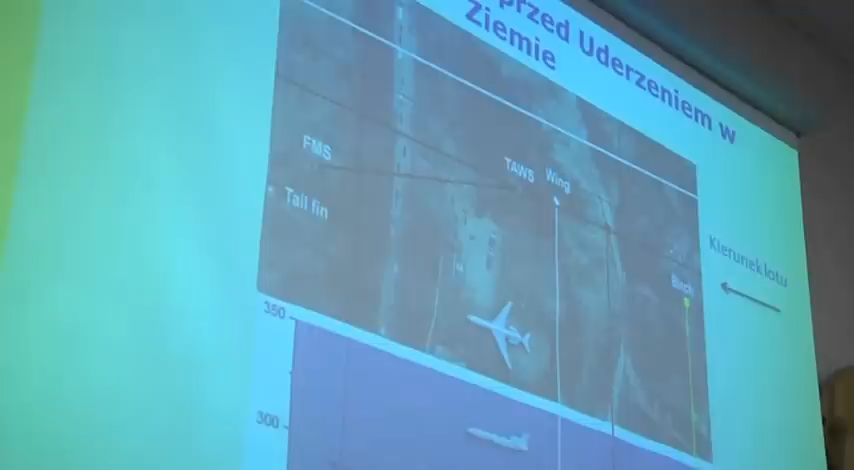 przed Uderzeniem w
Ziemie
FMS
TAWS
Wing
Tail fin
Kierunek lotu
Birch
350
300